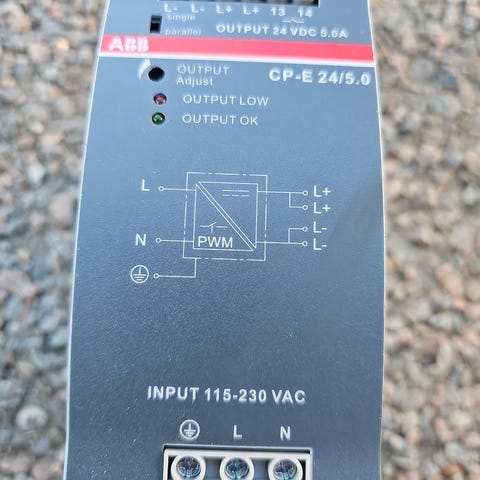 L- L- L+ L+ 13 14
single
parallel
OUTPUT 24 VDC 5.0A
ABB
OUTPUT
Adjust
CP-E 24/5.0
OUTPUT LOW
OUTPUT OK
L
L+
L+
L-
N
PWM
L-
INPUT 115-230 VAC
L N